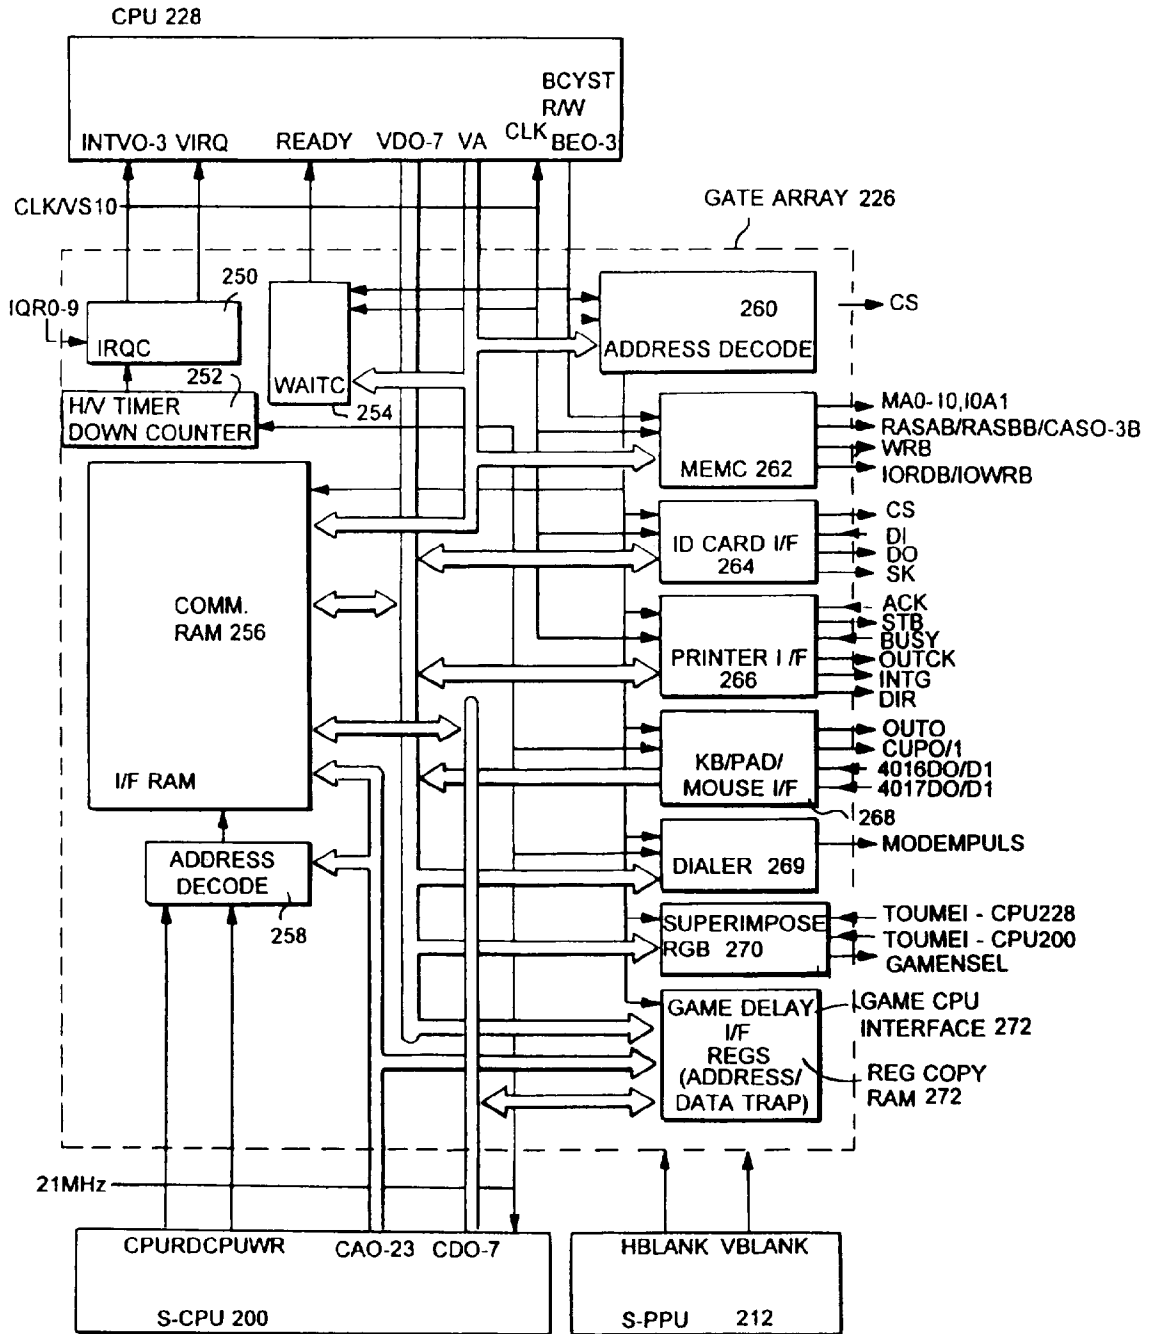 CPU 228
BCYST
R/W
INTVO-3 VIRQ READY VDO-7 VA CLK BEO-3
CLK/VS10
GATE ARRAY 226
250
IQR0-9
IRQC
252
H/V TIMER
DOWN COUNTER
WAITC
254
260
ADDRESS DECODE
CS
MEMC 262
MA0-10,I0A1
RASAB/RASBB/CASO-3B
WRB
IORDB/IOWRB
COMM.
RAM 256
I/F RAM
ID CARD I/F
264
CS
DI
DO
SK
PRINTER I/F
266
ACK
STB
BUSY
OUTCK
INTG
DIR
KB/PAD/
MOUSE I/F
268
OUTO
CUPO/1
4016DO/D1
4017DO/D1
ADDRESS
DECODE
258
DIALER 269
MODEMPULS
SUPERIMPOSE
RGB 270
TOUMEI - CPU228
TOUMEI - CPU200
GAMENSEL
GAME DELAY
I/F
REGS
(ADDRESS/
DATA TRAP)
GAME CPU
INTERFACE 272
REG COPY
RAM 272
21MHz
CPURDCPUWR CAO-23 CDO-7
S-CPU 200
HBLANK VBLANK
S-PPU 212